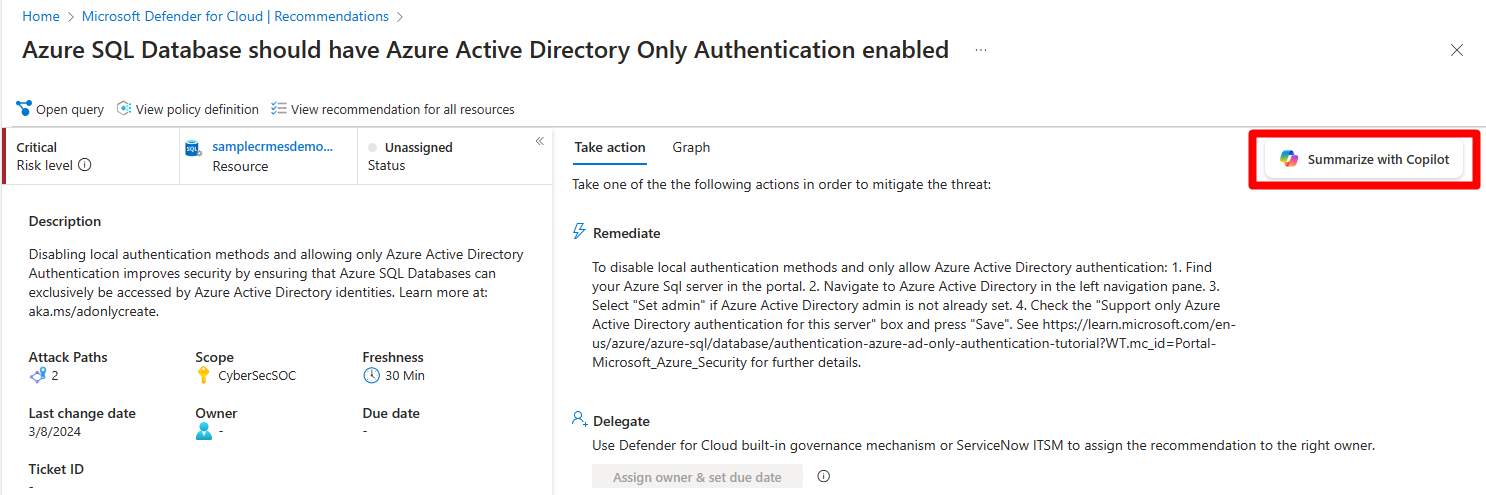 Home > Microsoft Defender for Cloud | Recommendations >
Azure SQL Database should have Azure Active Directory Only Authentication enabled ...
Open query View policy definition View recommendation for all resources
Critical
Risk level
samplecrmesdemo...
Resource
Unassigned
Status
Description
Disabling local authentication methods and allowing only Azure Active Directory
Authentication improves security by ensuring that Azure SQL Databases can
exclusively be accessed by Azure Active Directory identities. Learn more at:
aka.ms/adonlycreate.
Attack Paths
2
Scope
CyberSecSOC
Freshness
30 Min
Last change date
3/8/2024
Owner
-
Due date
-
Ticket ID
-
Take action Graph
Summarize with Copilot
Take one of the the following actions in order to mitigate the threat:
Remediate
To disable local authentication methods and only allow Azure Active Directory authentication: 1. Find
your Azure Sql server in the portal. 2. Navigate to Azure Active Directory in the left navigation pane. 3.
Select "Set admin" if Azure Active Directory admin is not already set. 4. Check the "Support only Azure
Active Directory authentication for this server" box and press "Save". See https://learn.microsoft.com/en-
us/azure/azure-sql/database/authentication-azure-ad-only-authentication-tutorial?WT.mc_id=Portal-
Microsoft_Azure_Security for further details.
Delegate
Use Defender for Cloud built-in governance mechanism or ServiceNow ITSM to assign the recommendation to the right owner.
Assign owner & set due date